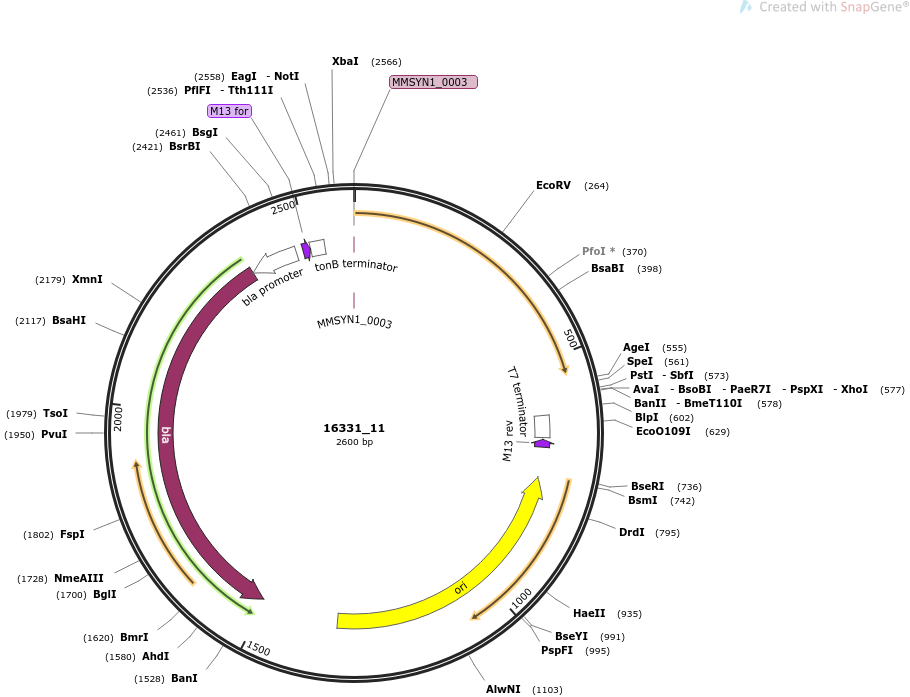 Created with SnapGene®
XbaI (2566)
MMSYN1_0003
(2558) EagI - NotI
(2536) PflFI - Tth111I
M13 for
(2461) BsgI
(2421) BsrBI
EcoRV (264)
PfoI * (370)
BsaBI (398)
(2179) XmnI
(2117) BsaHI
(1979) TsoI
(1950) PvuI
(1802) FspI
(1728) NmeAIII
(1700) BglI
(1620) BmrI
(1580) AhdI
(1528) BanI
AgeI (555)
SpeI (561)
PstI - SbfI (573)
AvaI - BsoBI - PaeR7I - PspXI - XhoI (577)
BanII - BmeT110I (578)
BlpI (602)
EcoO109I (629)
BseRI (736)
BsmI (742)
DrdI (795)
HaeII (935)
BseYI (991)
PspFI (995)
AlwNI (1103)
2500
500
1000
1500
2000
bla promoter
tonB terminator
MMSYN1_0003
T7 terminator
M13 rev
bla
ori
16331_11
2600 bp